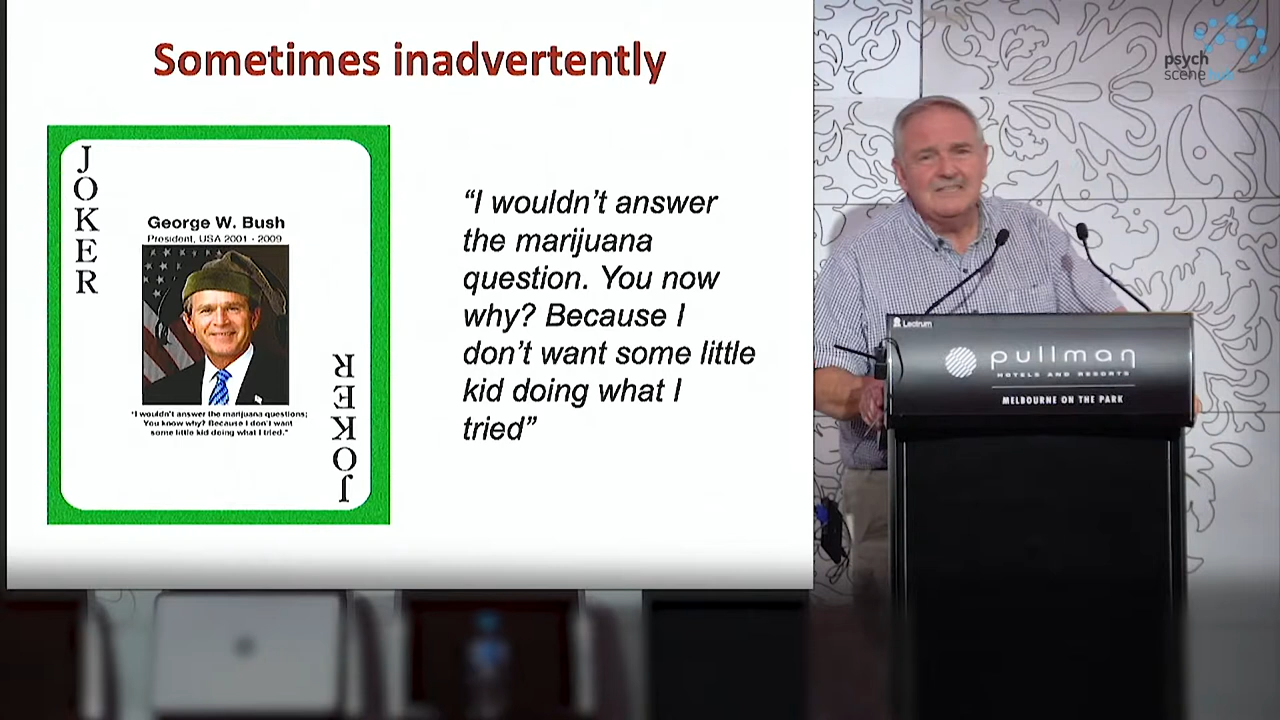 Sometimes inadvertently
JOKER
George W. Bush
President, USA 2001 - 2009
"I wouldn't answer the marijuana questions;
You know why? Because I don't want
some little kid doing what I tried."
JOKER
“I wouldn’t answer
the marijuana
question. You now
why? Because I
don’t want some little
kid doing what I
tried”
psych
scene hub
Lectrum
pullman
HOTELS AND RESORTS
MELBOURNE ON THE PARK